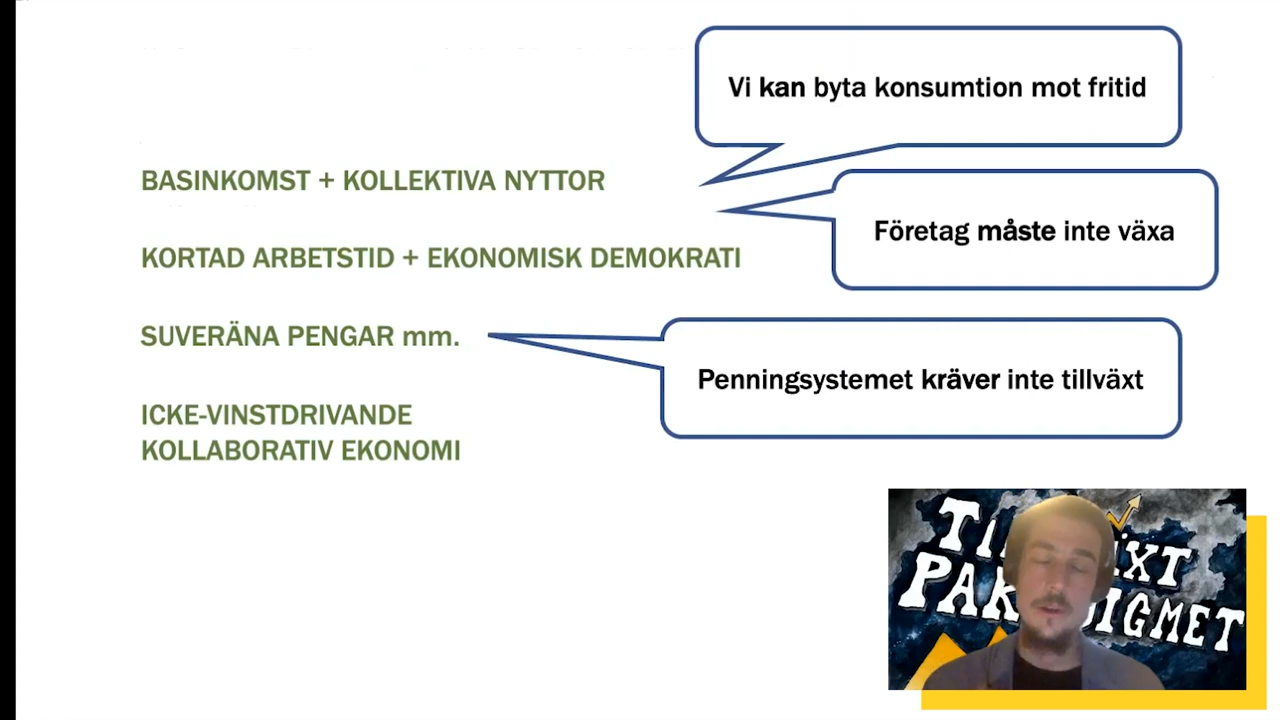 Vi kan byta konsumtion mot fritid
BASINKOMST + KOLLEKTIVA NYTTOR
Företag måste inte växa
KORTAD ARBETSTID + EKONOMISK DEMOKRATI
SUVERÄNA PENGAR mm.
Penningsystemet kräver inte tillväxt
ICKE-VINSTDRIVANDE
KOLLABORATIV EKONOMI